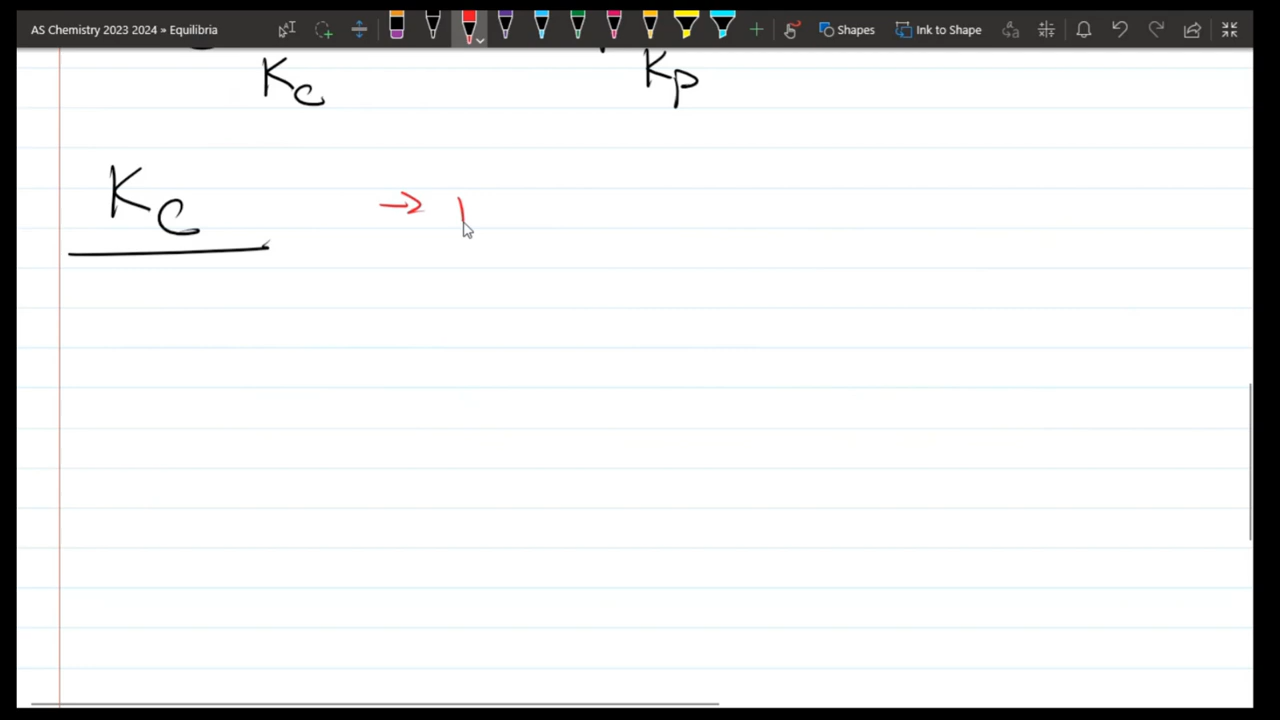 AS Chemistry 2023 2024 » Equilibria
Shapes
Ink to Shape
Kc Kp
Kc →